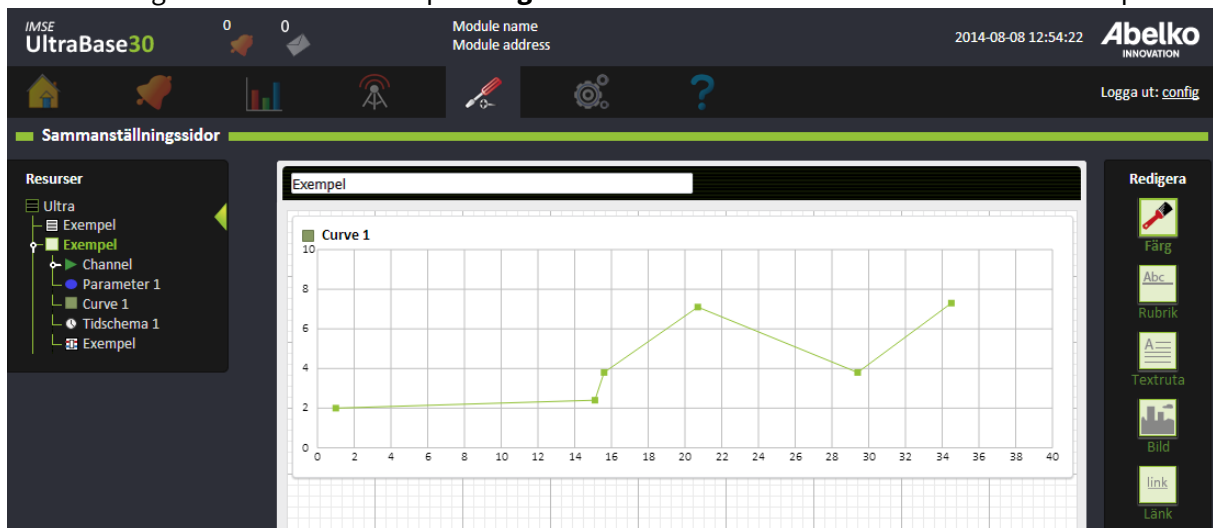 IMSE
UltraBase30
0
0
Module name
Module address
2014-08-08 12:54:22
Abelko
INNOVATION
?
Logga ut: config
Sammanställningssidor
Resurser
Ultra
Exempel
Exempel
Channel
Parameter 1
Curve 1
Tidschema 1
Exempel
Exempel
Curve 1
10
8
6
4
2
0
0 2 4 6 8 10 12 14 16 18 20 22 24 26 28 30 32 34 36 38 40
Redigera
Färg
Abc
Rubrik
A
Textruta
Bild
link
Länk